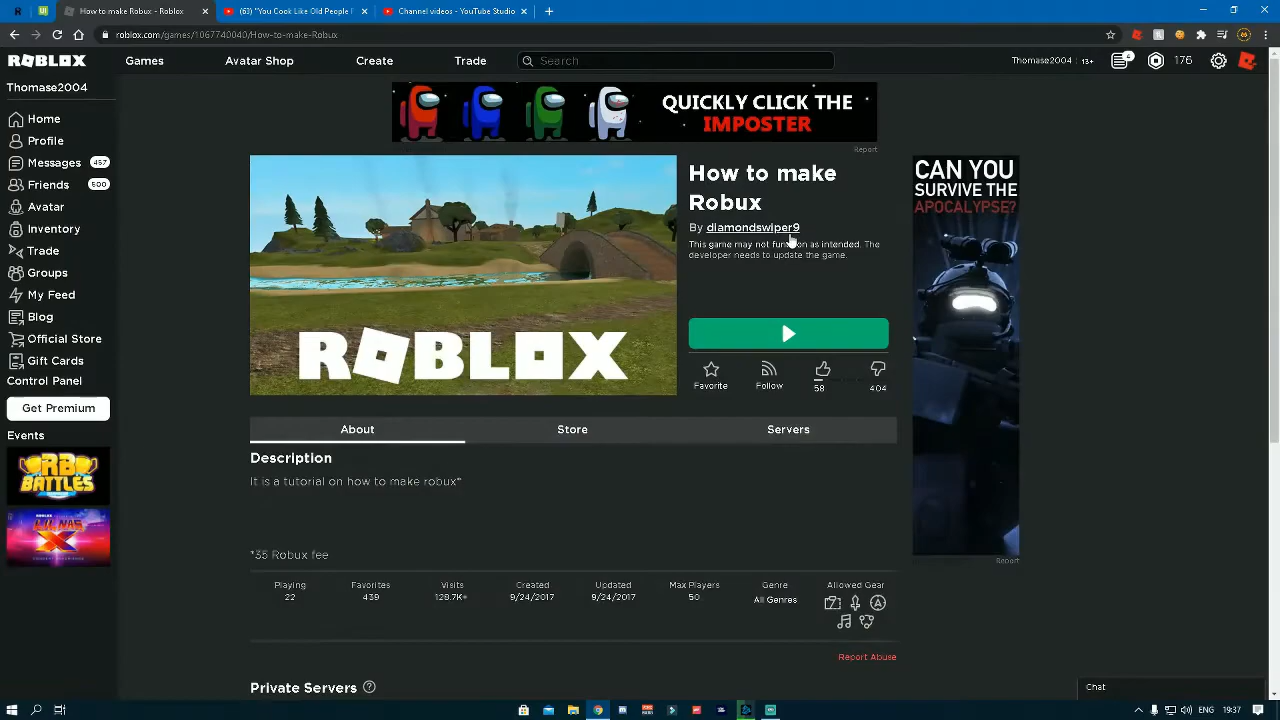 How to make Robux - Roblox
(63) "You Cook Like Old People F
Channel videos - YouTube Studio
roblox.com/games/1067740040/How-to-make-Robux
ROBLOX
Games
Avatar Shop
Create
Trade
Search
Thomase2004
13+
176
Thomase2004
Home
Profile
Messages 457
Friends 500
Avatar
Inventory
Trade
Groups
My Feed
Blog
Official Store
Gift Cards
Control Panel
Get Premium
Events
RB BATTLES
LIL NAS X
QUICKLY CLICK THE
IMPOSTER
Report
ROBLOX
How to make
Robux
By diamondswiper9
This game may not function as intended. The
developer needs to update the game.
Favorite
Follow
58
404
CAN YOU
SURVIVE THE
APOCALYPSE?
Report
About
Store
Servers
Description
It is a tutorial on how to make robux*
*35 Robux fee
Playing Favorites Visits Created Updated Max Players Genre Allowed Gear
22 439 128.7K+ 9/24/2017 9/24/2017 50 All Genres
Report Abuse
Private Servers
Chat
ENG
19:37